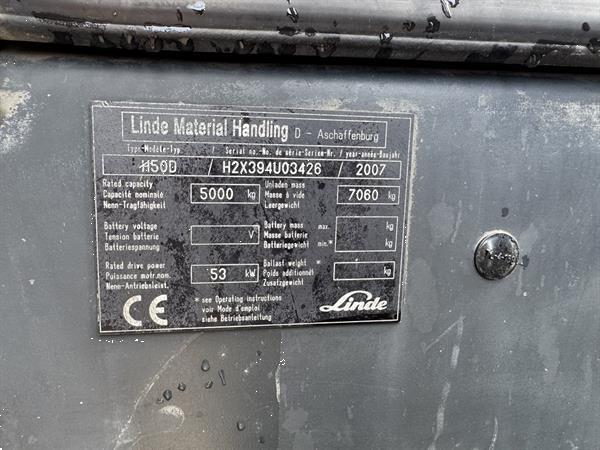 Linde Material Handling D - Aschaffenburg
Type-Modele-Typ / Serial no.-No. de série-Serien-Nr. / year-année-Baujahr
H50D / H2X394U03426 / 2007
Rated capacity
Capacité nominale 5000 kg
Nenn-Tragfähigkeit
Unladen mass
Masse à vide 7060 kg
Leergewicht
Battery voltage
Tension batterie V
Batteriespannung
Battery mass max. kg
Masse batterie
Batteriegewicht min.* kg
Rated drive power
Puissance motr.nom. 53 kW
Nenn-Antriebsleist.
Ballast weight *
Poids additionnel kg
Zusatzgewicht
CE
* see Operating instructions
voir Mode d'emploi
siehe Betriebsanleitung
Linde